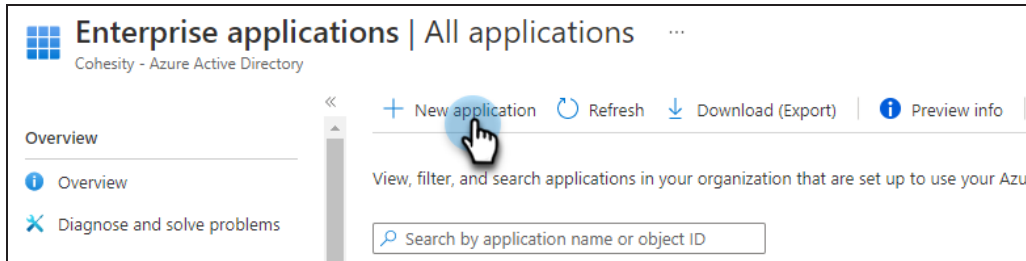 Enterprise applications | All applications ...
Cohesity - Azure Active Directory
«
+ New application Refresh Download (Export) Preview info
Overview
Overview
Diagnose and solve problems
View, filter, and search applications in your organization that are set up to use your Azu
Search by application name or object ID